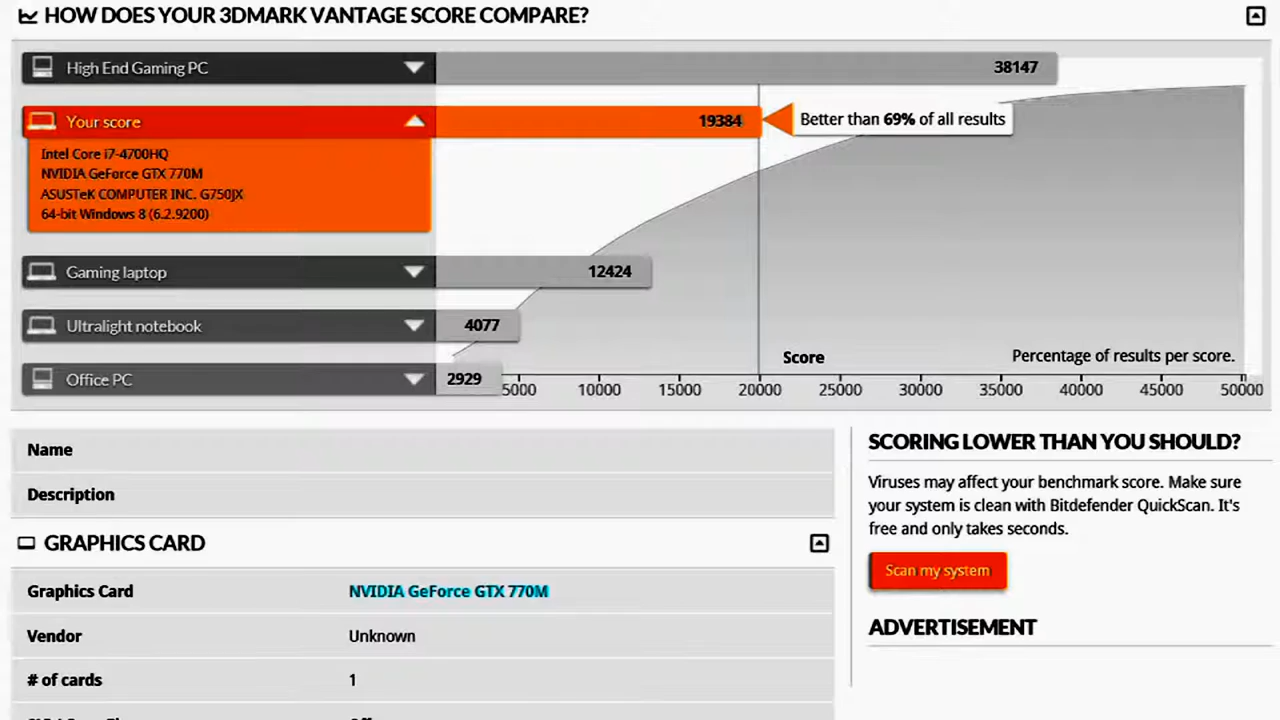 HOW DOES YOUR 3DMARK VANTAGE SCORE COMPARE?
High End Gaming PC
38147
Your score
19384
Better than 69% of all results
Intel Core i7-4700HQ
NVIDIA GeForce GTX 770M
ASUSTeK COMPUTER INC. G750JX
64-bit Windows 8 (6.2.9200)
Gaming laptop
12424
Ultralight notebook
4077
Score
Percentage of results per score.
Office PC
2929
5000 10000 15000 20000 25000 30000 35000 40000 45000 50000
Name
Description
GRAPHICS CARD
Graphics Card NVIDIA GeForce GTX 770M
Vendor Unknown
# of cards 1
SCORING LOWER THAN YOU SHOULD?
Viruses may affect your benchmark score. Make sure
your system is clean with Bitdefender QuickScan. It's
free and only takes seconds.
Scan my system
ADVERTISEMENT